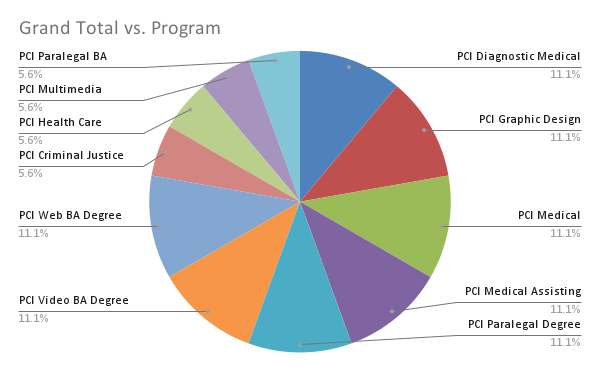 Grand Total vs. Program
PCI Paralegal BA
5.6%
PCI Multimedia
5.6%
PCI Health Care
5.6%
PCI Criminal Justice
5.6%
PCI Web BA Degree
11.1%
PCI Video BA Degree
11.1%
PCI Diagnostic Medical
11.1%
PCI Graphic Design
11.1%
PCI Medical
11.1%
PCI Medical Assisting
11.1%
PCI Paralegal Degree
11.1%